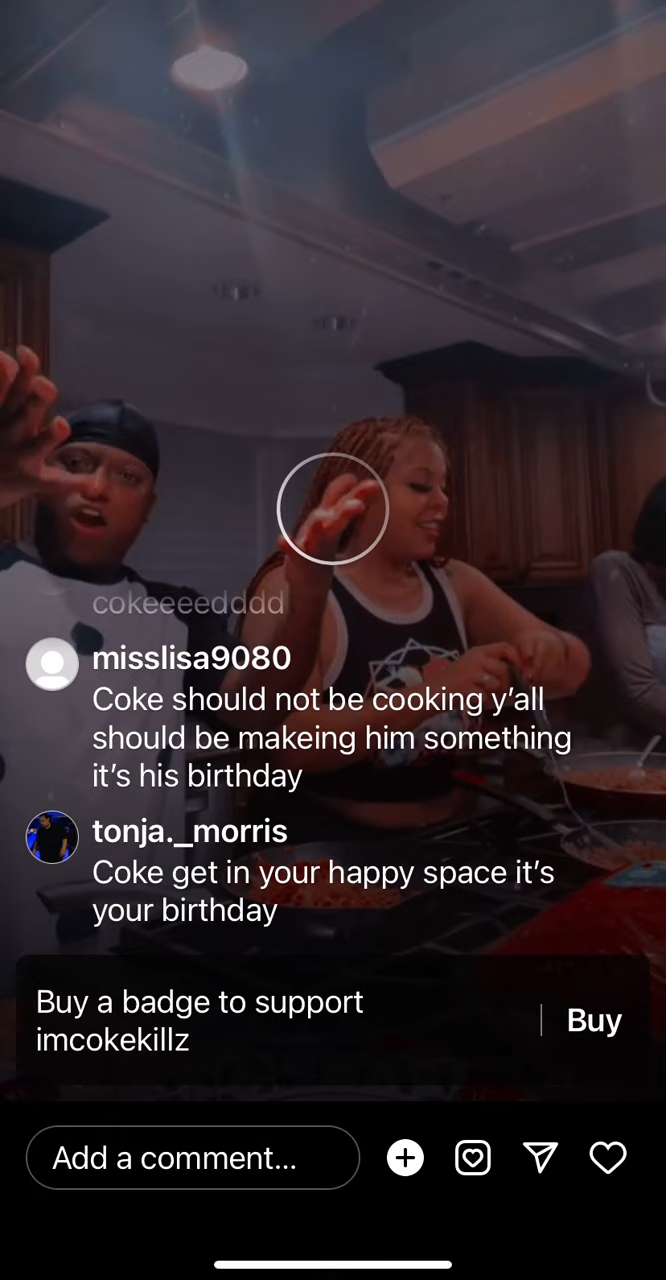 cokeeeedddd
misslisa9080
Coke should not be cooking y’all
should be makeing him something
it’s his birthday
tonja._morris
Coke get in your happy space it’s
your birthday
Buy a badge to support
imcokekillz
Buy
Add a comment...